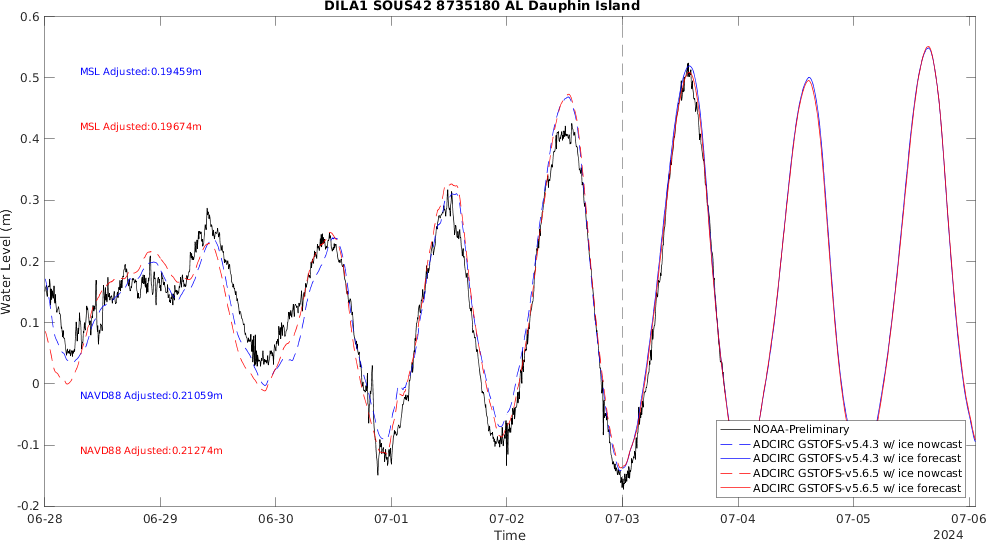 DILA1 SOUS42 8735180 AL Dauphin Island
0.6
0.5
0.4
0.3
0.2
0.1
0
-0.1
-0.2
Water Level (m)
MSL Adjusted:0.19459m
MSL Adjusted:0.19674m
NAVD88 Adjusted:0.21059m
NAVD88 Adjusted:0.21274m
NOAA-Preliminary
ADCIRC GSTOFS-v5.4.3 w/ ice nowcast
ADCIRC GSTOFS-v5.4.3 w/ ice forecast
ADCIRC GSTOFS-v5.6.5 w/ ice nowcast
ADCIRC GSTOFS-v5.6.5 w/ ice forecast
06-28 06-29 06-30 07-01 07-02 07-03 07-04 07-05 07-06
Time
2024